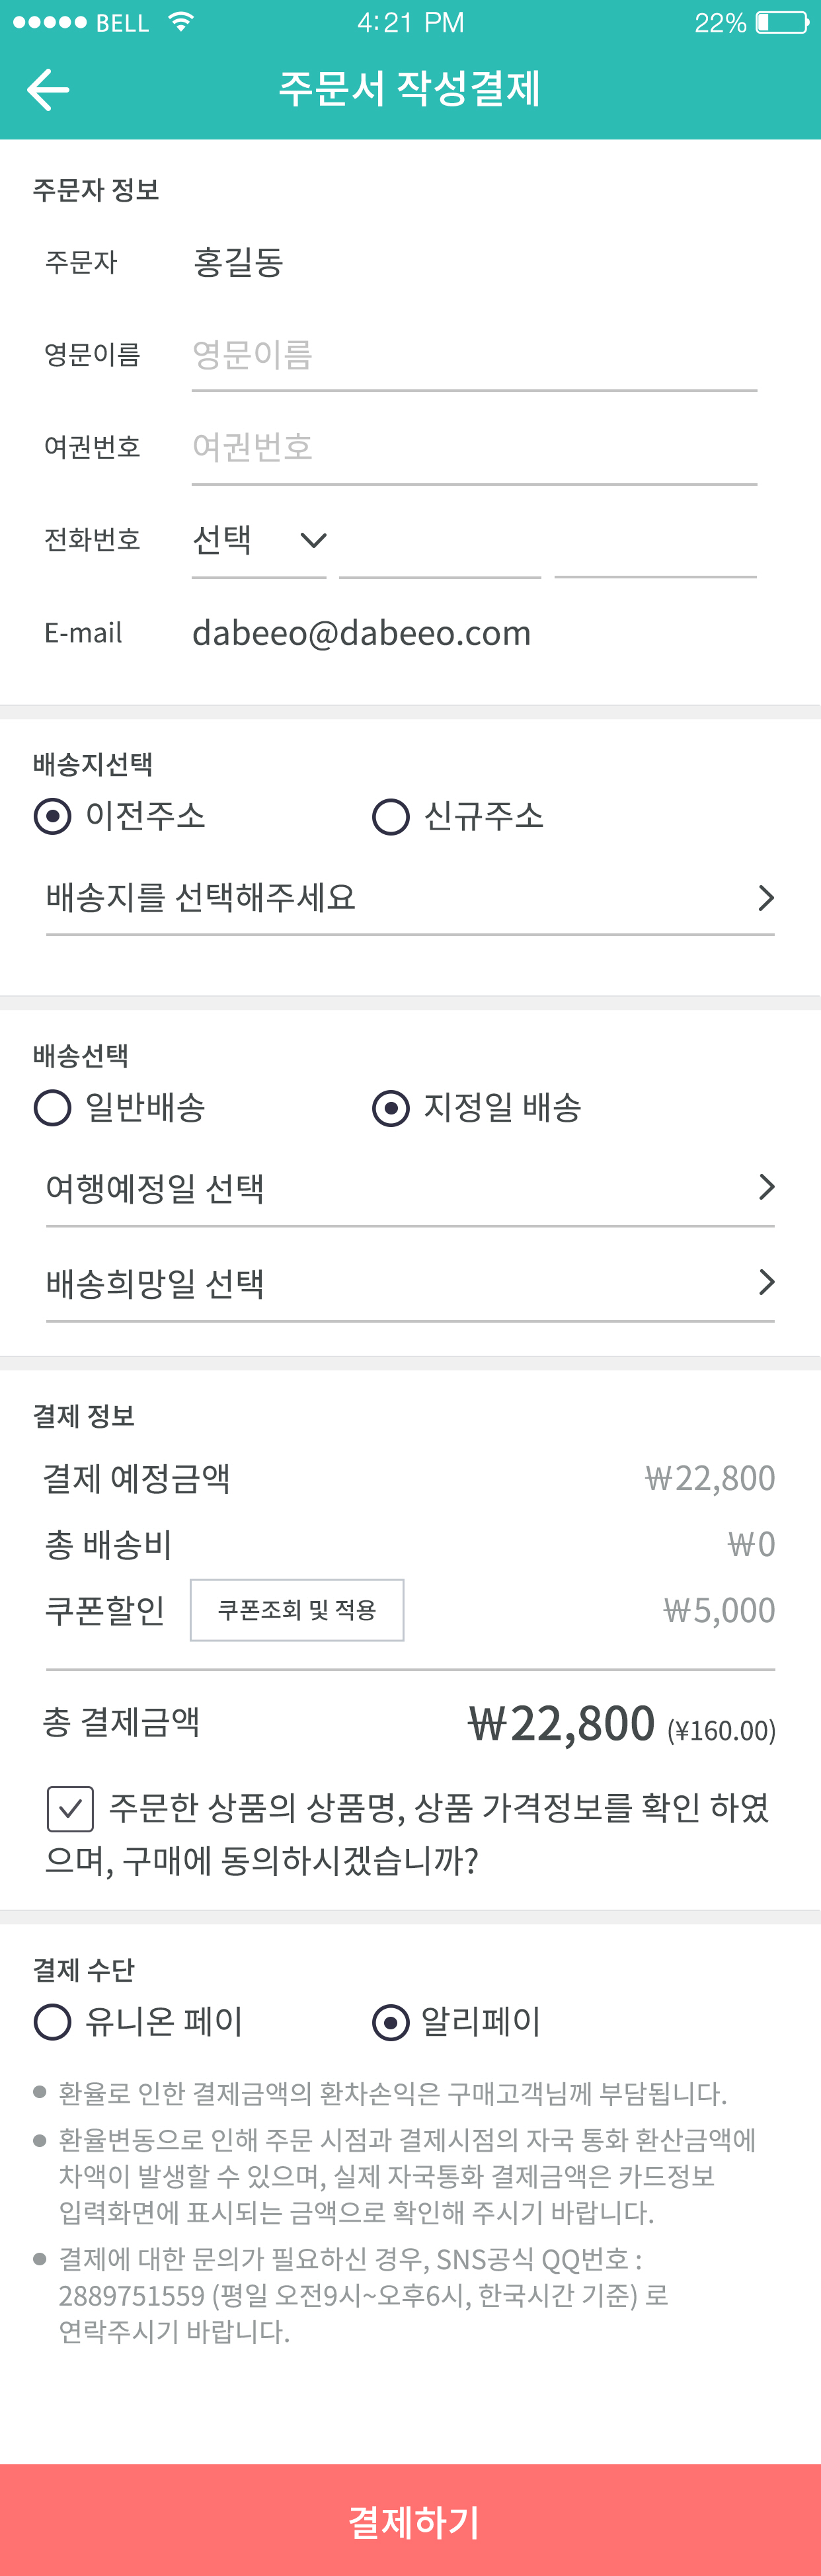 BELL 4:21 PM 22%
주문서 작성결제
주문자 정보
주문자 홍길동
영문이름 영문이름
여권번호 여권번호
전화번호 선택
E-mail dabeeo@dabeeo.com
배송지선택
이전주소 신규주소
배송지를 선택해주세요
배송선택
일반배송 지정일 배송
여행예정일 선택
배송희망일 선택
결제 정보
결제 예정금액 ₩22,800
총 배송비 ₩0
쿠폰할인 쿠폰조회 및 적용 ₩5,000
총 결제금액 ₩22,800 (¥160.00)
주문한 상품의 상품명, 상품 가격정보를 확인 하였
으며, 구매에 동의하시겠습니까?
결제 수단
유니온 페이 알리페이
환율로 인한 결제금액의 환차손익은 구매고객님께 부담됩니다.
환율변동으로 인해 주문 시점과 결제시점의 자국 통화 환산금액에
차액이 발생할 수 있으며, 실제 자국통화 결제금액은 카드정보
입력화면에 표시되는 금액으로 확인해 주시기 바랍니다.
결제에 대한 문의가 필요하신 경우, SNS공식 QQ번호 :
2889751559 (평일 오전9시~오후6시, 한국시간 기준) 로
연락주시기 바랍니다.
결제하기